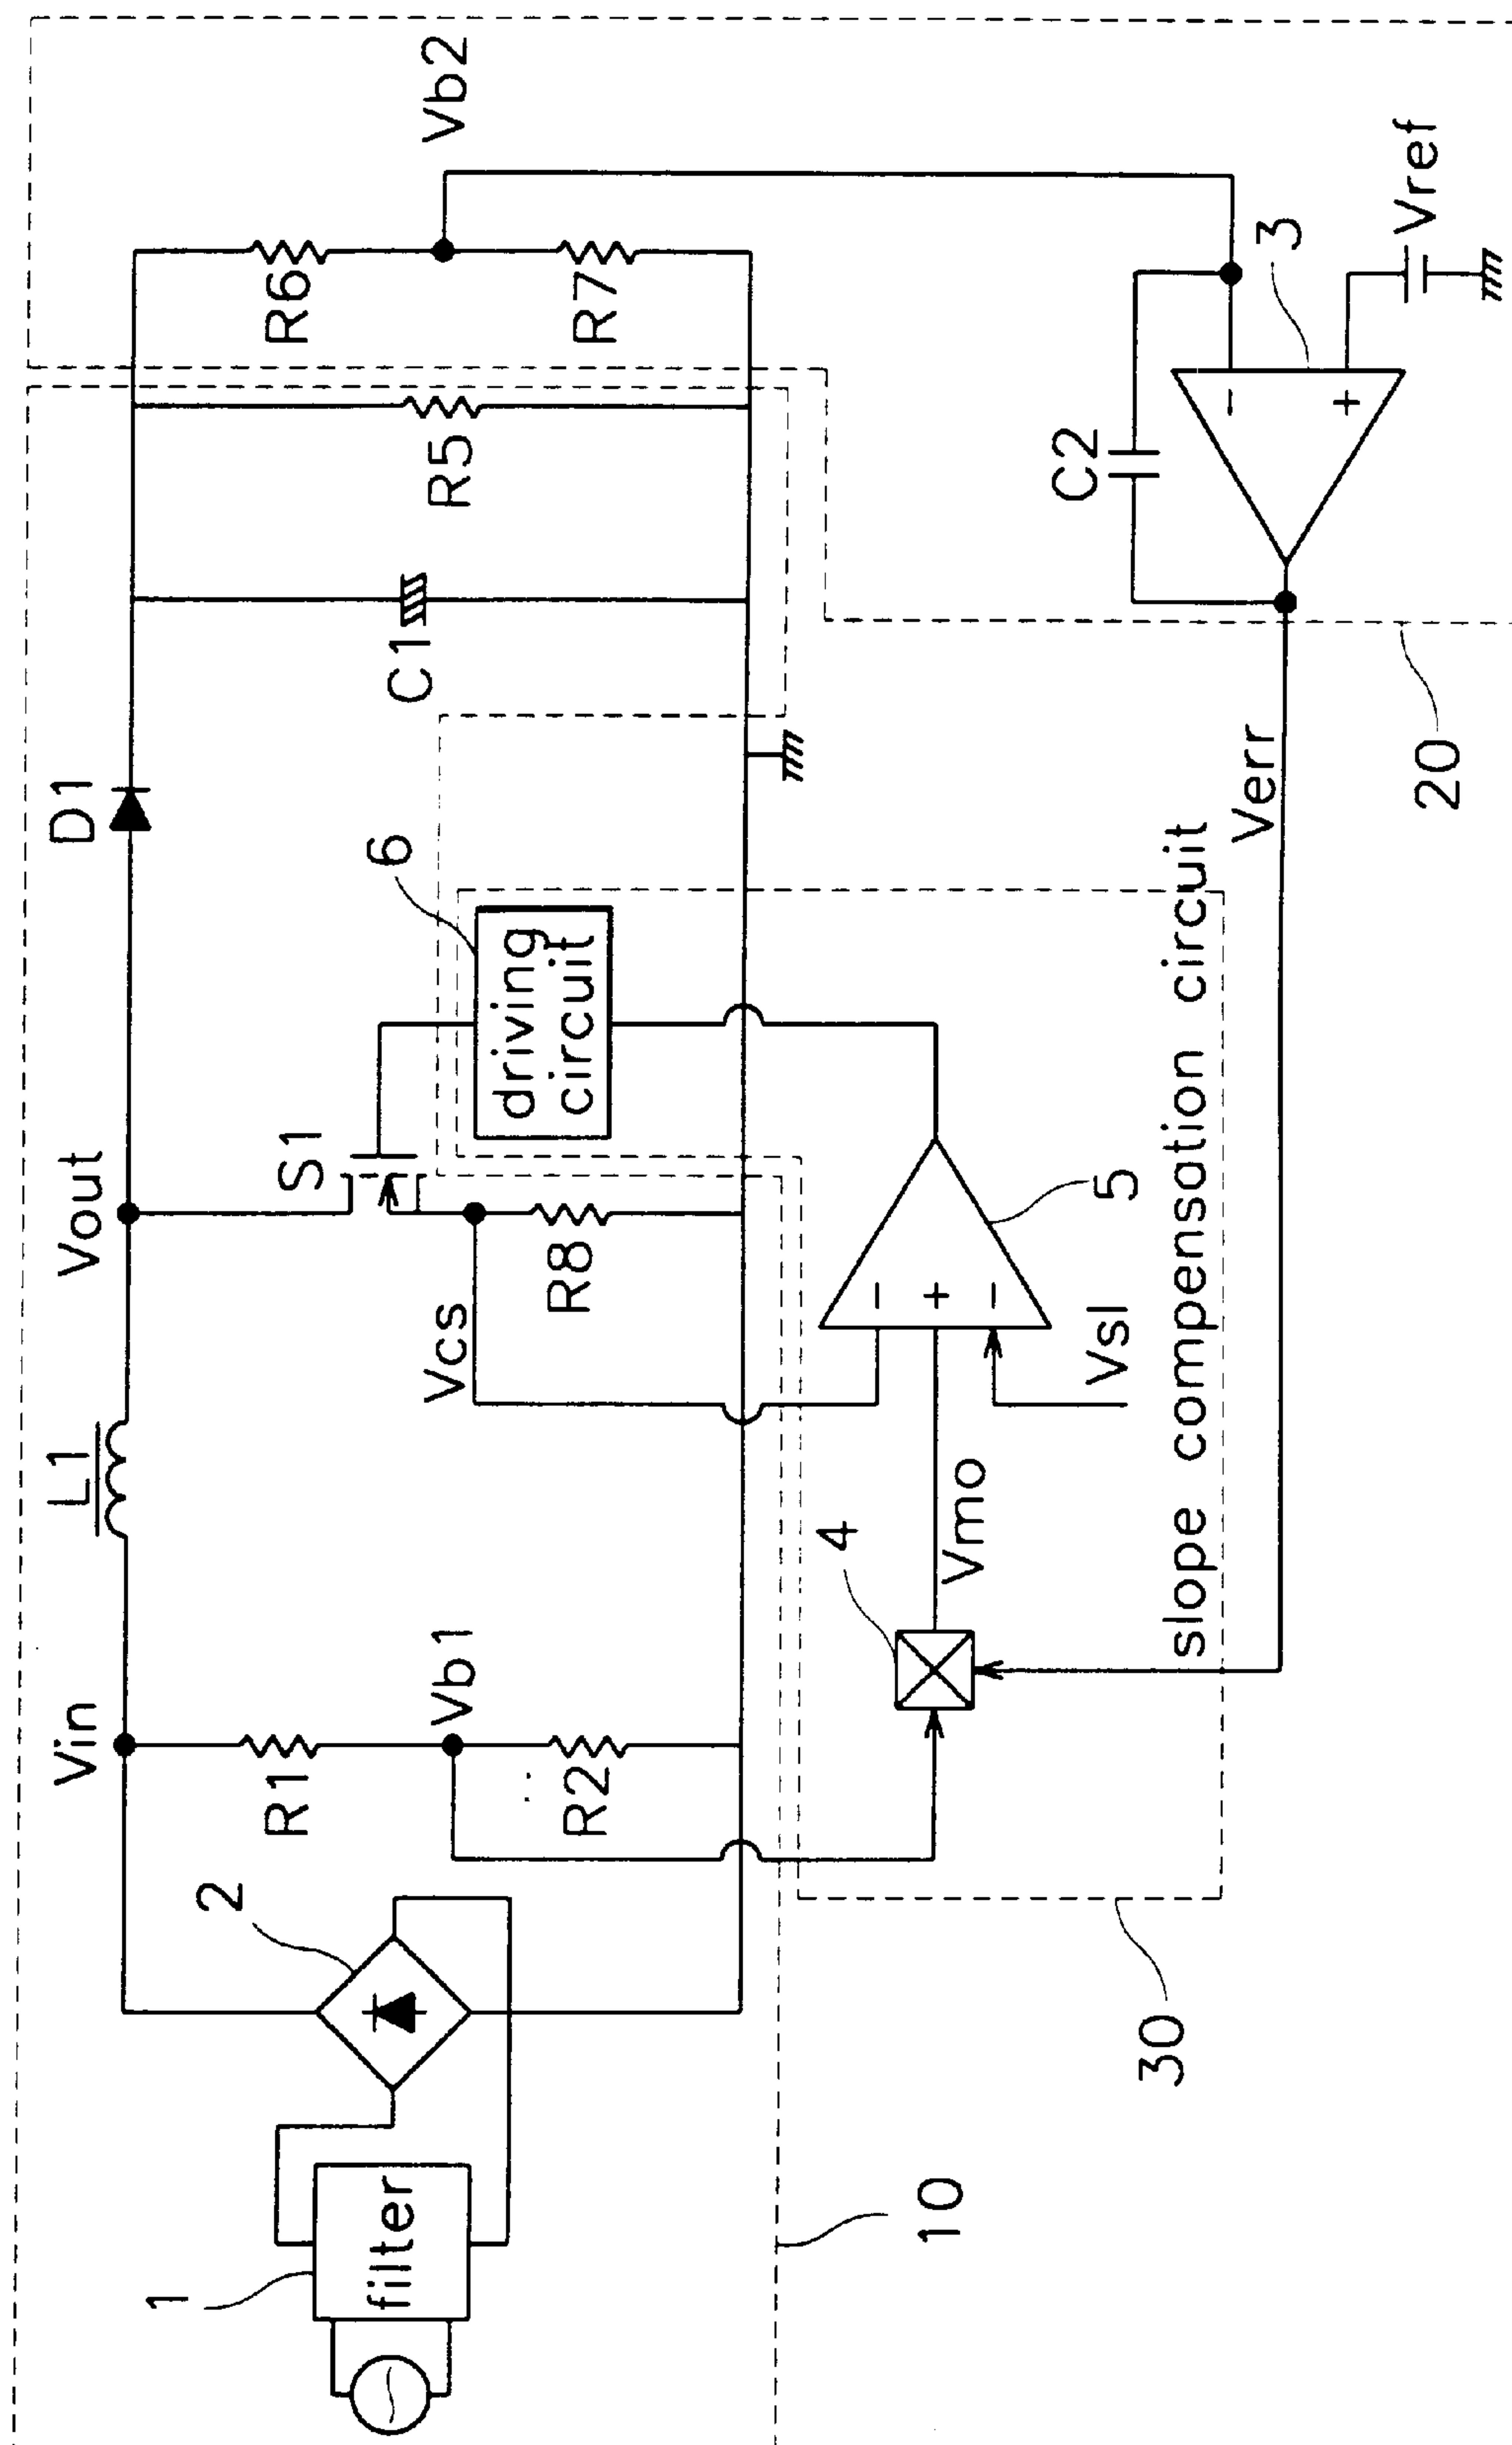 Vin
L1
Vout
D1
2
R1
Vb1
R2
Vcs
S1
R8
6
driving
circuit
C1
R5
R6
R7
Vb2
1
filter
10
4
Vmo
-
+
-
Vsl
5
slope compensation circuit
30
Verr
20
C2
-
+
3
Vref